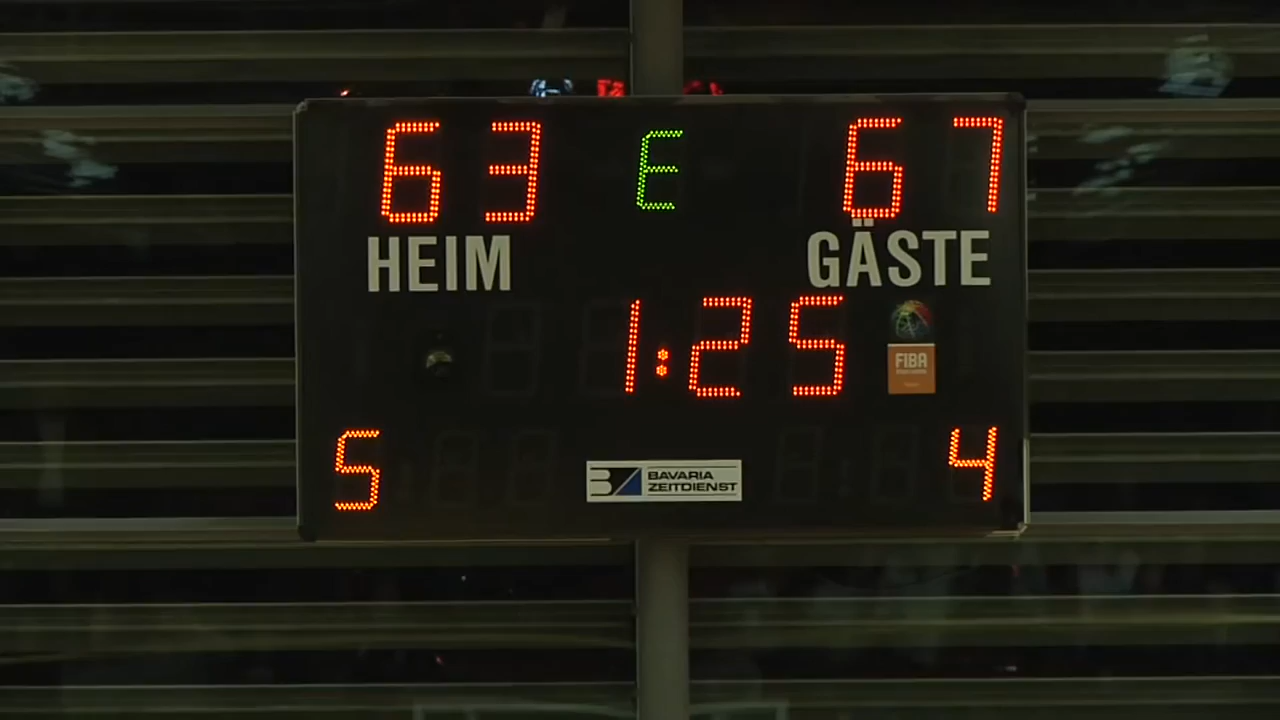 63 E 67
HEIM GÄSTE
1:25
FIBA
5 4
BAVARIA
ZEITDIENST